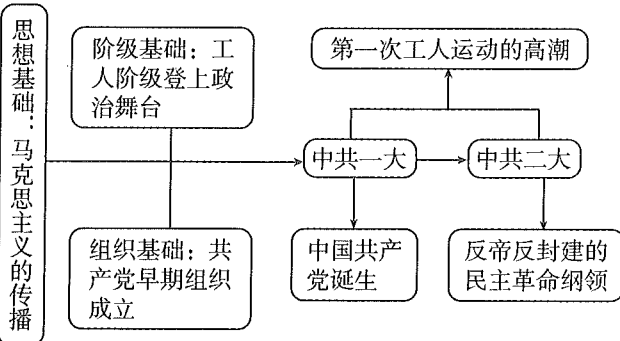 思想基础：马克思主义的传播
阶级基础：工
人阶级登上政
治舞台
组织基础：共
产党早期组织
成立
第一次工人运动的高潮
中共一大
中共二大
中国共产
党诞生
反帝反封建的
民主革命纲领